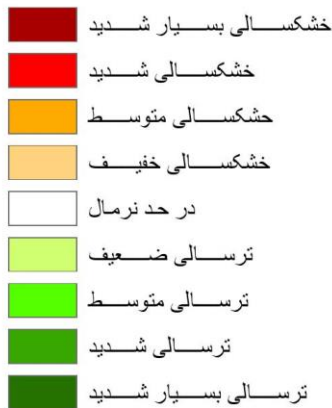 خشکسالی بسیار شدید
خشکسالی شدید
خشکسالی متوسط
خشکسالی خفیف
در حد نرمال
ترسالی ضعیف
ترسالی متوسط
ترسالی شدید
ترسالی بسیار شدید